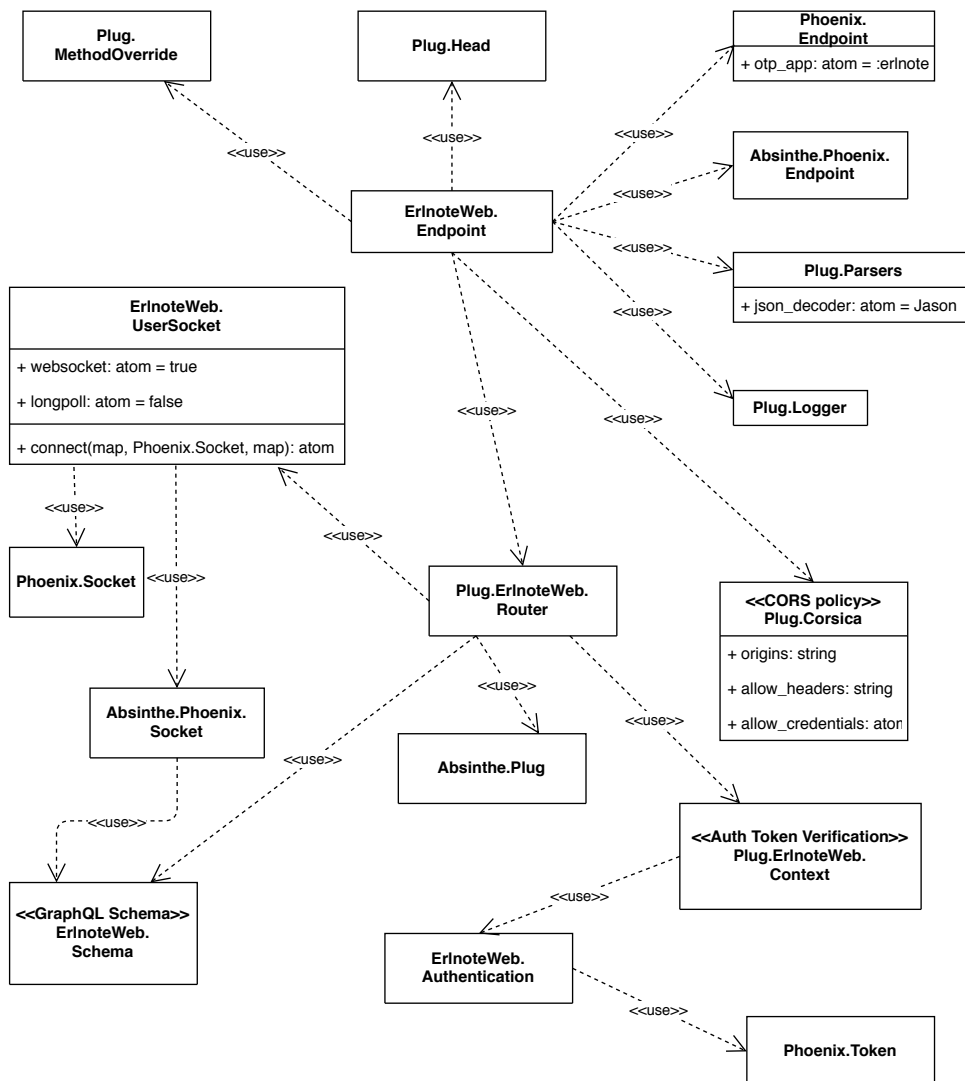 Plug.
MethodOverride
Plug.Head
Phoenix.
Endpoint
+ otp_app: atom = :erlnote
<<use>>
<<use>>
<<use>>
Absinthe.Phoenix.
Endpoint
<<use>>
ErlnoteWeb.
Endpoint
<<use>>
Plug.Parsers
+ json_decoder: atom = Jason
<<use>>
Plug.Logger
ErlnoteWeb.
UserSocket
+ websocket: atom = true
+ longpoll: atom = false
+ connect(map, Phoenix.Socket, map): atom
<<use>>
<<use>>
<<use>>
<<use>>
Phoenix.Socket
<<use>>
Plug.ErlnoteWeb.
Router
<<CORS policy>>
Plug.Corsica
+ origins: string
+ allow_headers: string
+ allow_credentials: aton
<<use>>
<<use>>
<<use>>
Absinthe.Phoenix.
Socket
Absinthe.Plug
<<use>>
<<Auth Token Verification>>
Plug.ErlnoteWeb.
Context
<<GraphQL Schema>>
ErlnoteWeb.
Schema
<<use>>
ErlnoteWeb.
Authentication
<<use>>
Phoenix.Token